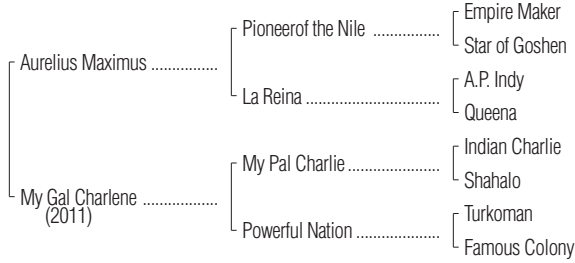 Empire Maker
Pioneerof the Nile ................
Star of Goshen
Aurelius Maximus ................
A.P. Indy
La Reina ................................
Queena
Indian Charlie
My Pal Charlie ......................
Shahalo
My Gal Charlene ..................
(2011)
Turkoman
Powerful Nation ....................
Famous Colony